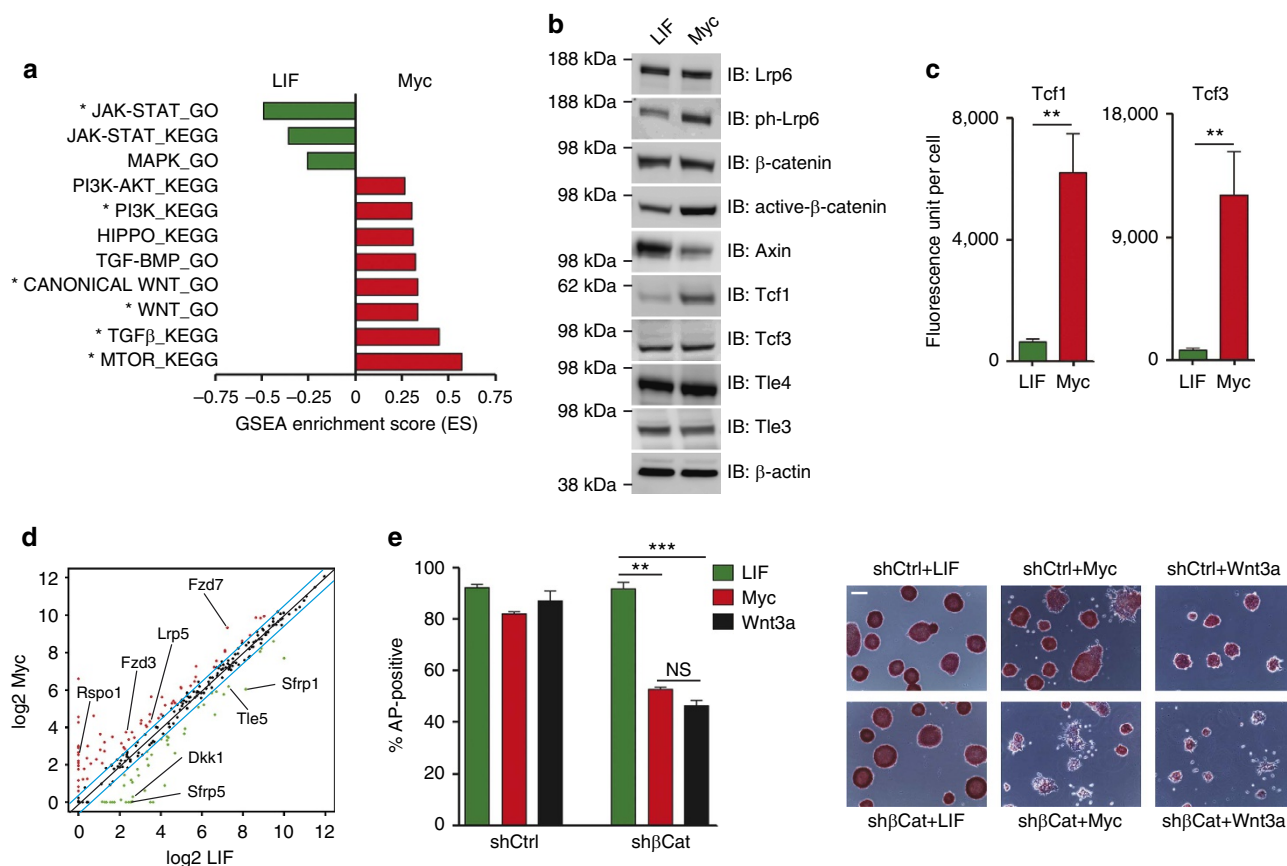 a
LIF Myc
* JAK-STAT_GO
JAK-STAT_KEGG
MAPK_GO
PI3K-AKT_KEGG
* PI3K_KEGG
HIPPO_KEGG
TGF-BMP_GO
* CANONICAL WNT_GO
* WNT_GO
* TGFβ_KEGG
* MTOR_KEGG
−0.75 −0.5 −0.25 0 0.25 0.5 0.75
GSEA enrichment score (ES)
b
LIF Myc
188 kDa IB: Lrp6
188 kDa IB: ph-Lrp6
98 kDa IB: β-catenin
98 kDa IB: active-β-catenin
98 kDa IB: Axin
62 kDa IB: Tcf1
98 kDa IB: Tcf3
98 kDa IB: Tle4
98 kDa IB: Tle3
38 kDa IB: β-actin
c
Fluorescence unit per cell
Tcf1
8,000
4,000
0
**
LIF Myc
Tcf3
18,000
9,000
0
**
LIF Myc
d
log2 Myc
12
10
8
6
4
2
0
Fzd7
Lrp5
Fzd3
Rspo1
Sfrp1
Tle5
Dkk1
Sfrp5
0 2 4 6 8 10 12
log2 LIF
e
% AP-positive
100
80
60
40
20
0
***
**
NS
LIF
Myc
Wnt3a
shCtrl shβCat
shCtrl+LIF shCtrl+Myc shCtrl+Wnt3a
shβCat+LIF shβCat+Myc shβCat+Wnt3a